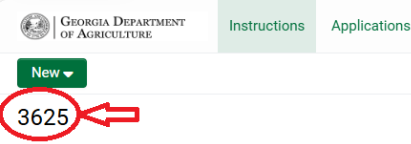 GEORGIA DEPARTMENT
OF AGRICULTURE
Instructions
Applications
New
3625